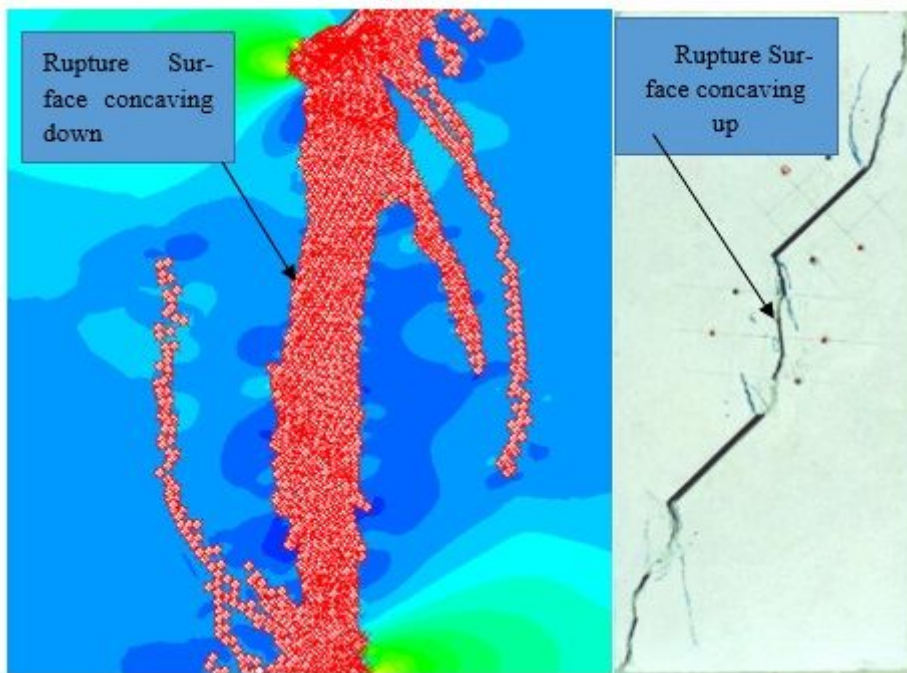 Rupture Sur-
face concaving
down
Rupture Sur-
face concaving
up